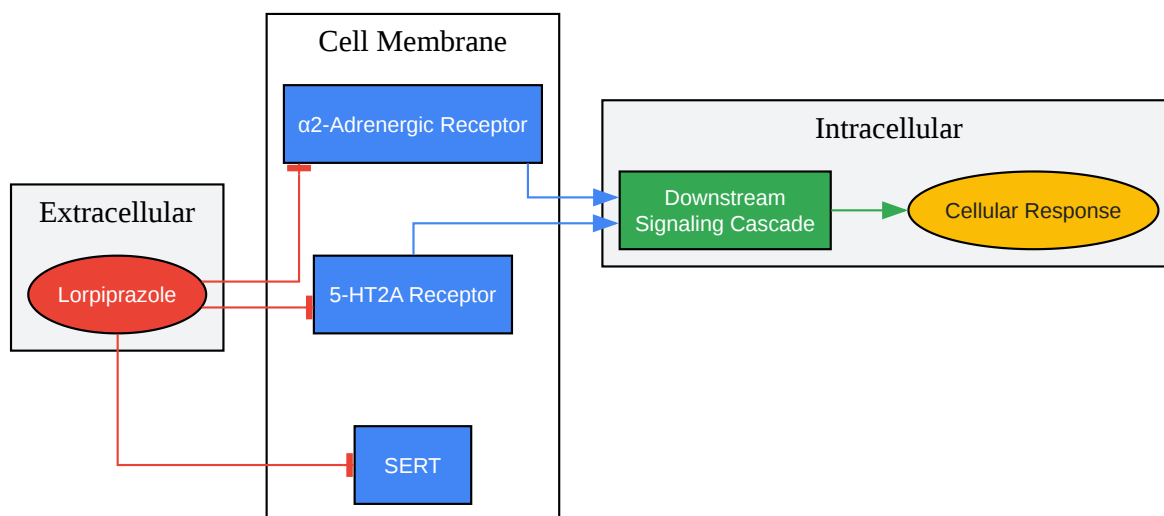 Cell Membrane
α2-Adrenergic Receptor
Intracellular
Downstream
Signaling Cascade
Cellular Response
Extracellular
Lorpiprazole
5-HT2A Receptor
SERT